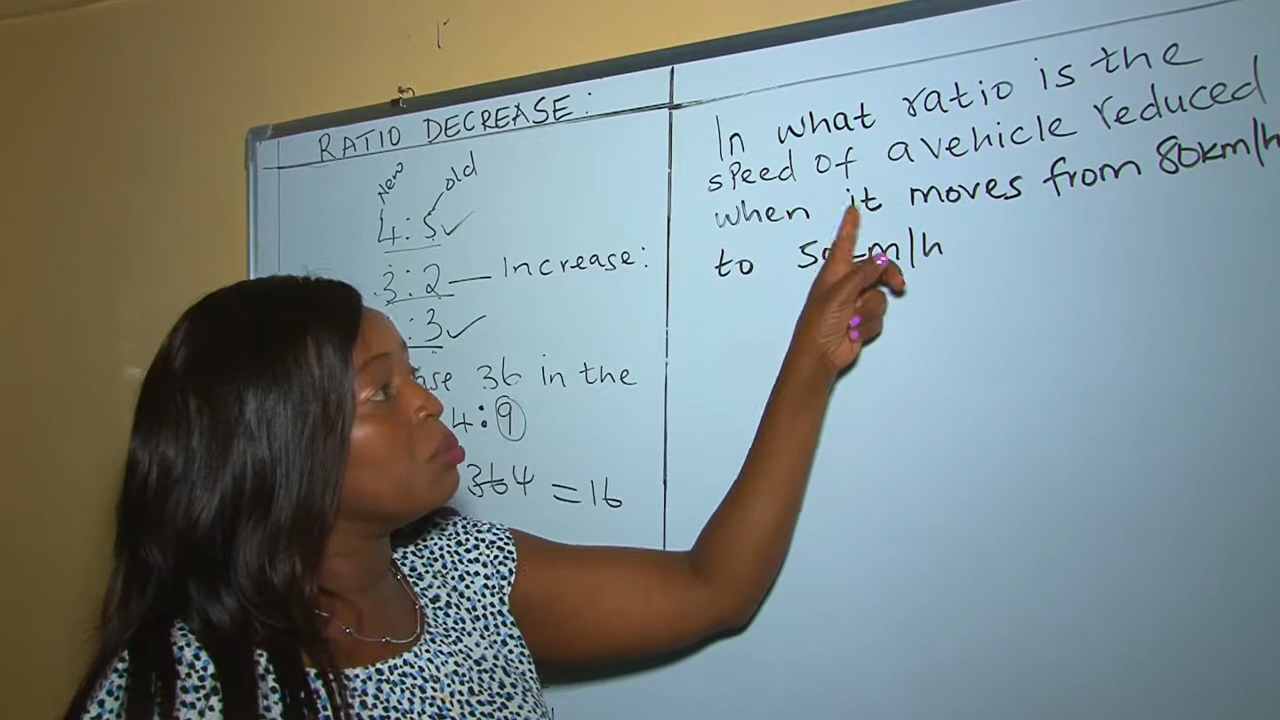 RATIO DECREASE:
New old
4:5✓
3:2 — Increase:
:3✓
36 in the
4:9
364 = 16
In what ratio is the
speed of a vehicle reduced
when it moves from 80km/h
to m/h